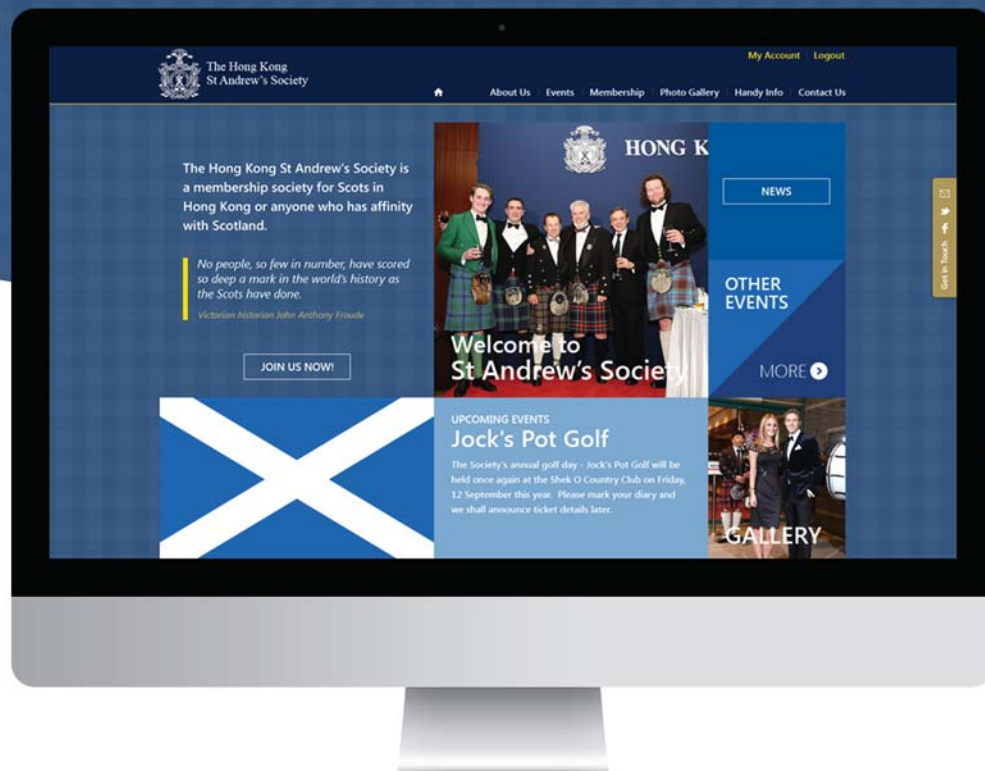 The Hong Kong
St Andrew's Society
My Account Logout
About Us Events Membership Photo Gallery Handy Info Contact Us
The Hong Kong St Andrew's Society is
a membership society for Scots in
Hong Kong or anyone who has affinity
with Scotland.
No people, so few in number, have scored
so deep a mark in the world's history as
the Scots have done.
Victorian historian John Anthony Froude
JOIN US NOW!
HONG K
Welcome to
St Andrew's Society
NEWS
OTHER
EVENTS
MORE
Get in Touch
UPCOMING EVENTS
Jock's Pot Golf
The Society's annual golf day - Jock's Pot Golf will be
held once again at the Shek O Country Club on Friday,
12 September this year. Please mark your diary and
we shall announce ticket details later.
GALLERY